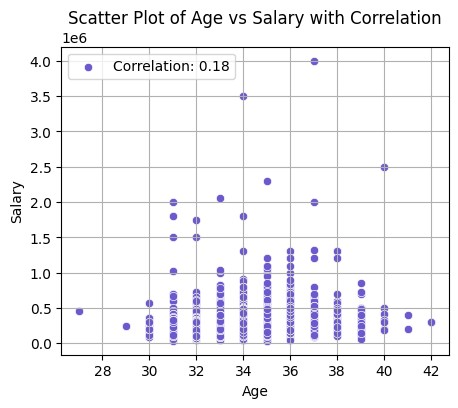 Scatter Plot of Age vs Salary with Correlation
1e6
Correlation: 0.18
4.0
3.5
3.0
2.5
2.0
1.5
1.0
0.5
0.0
Salary
28 30 32 34 36 38 40 42
Age